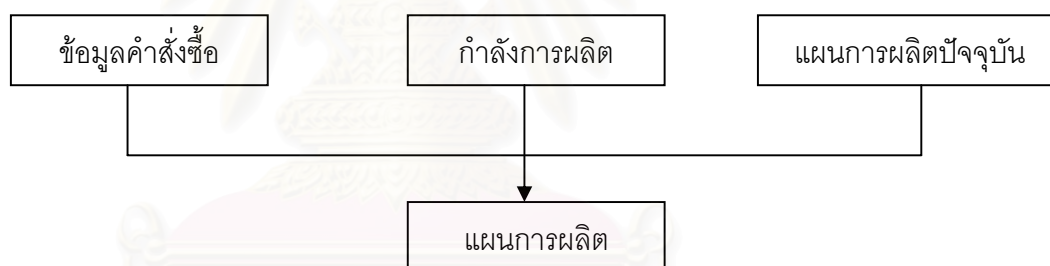 ข้อมูลคำสั่งซื้อ
กำลังการผลิต
แผนการผลิตปัจจุบัน
แผนการผลิต